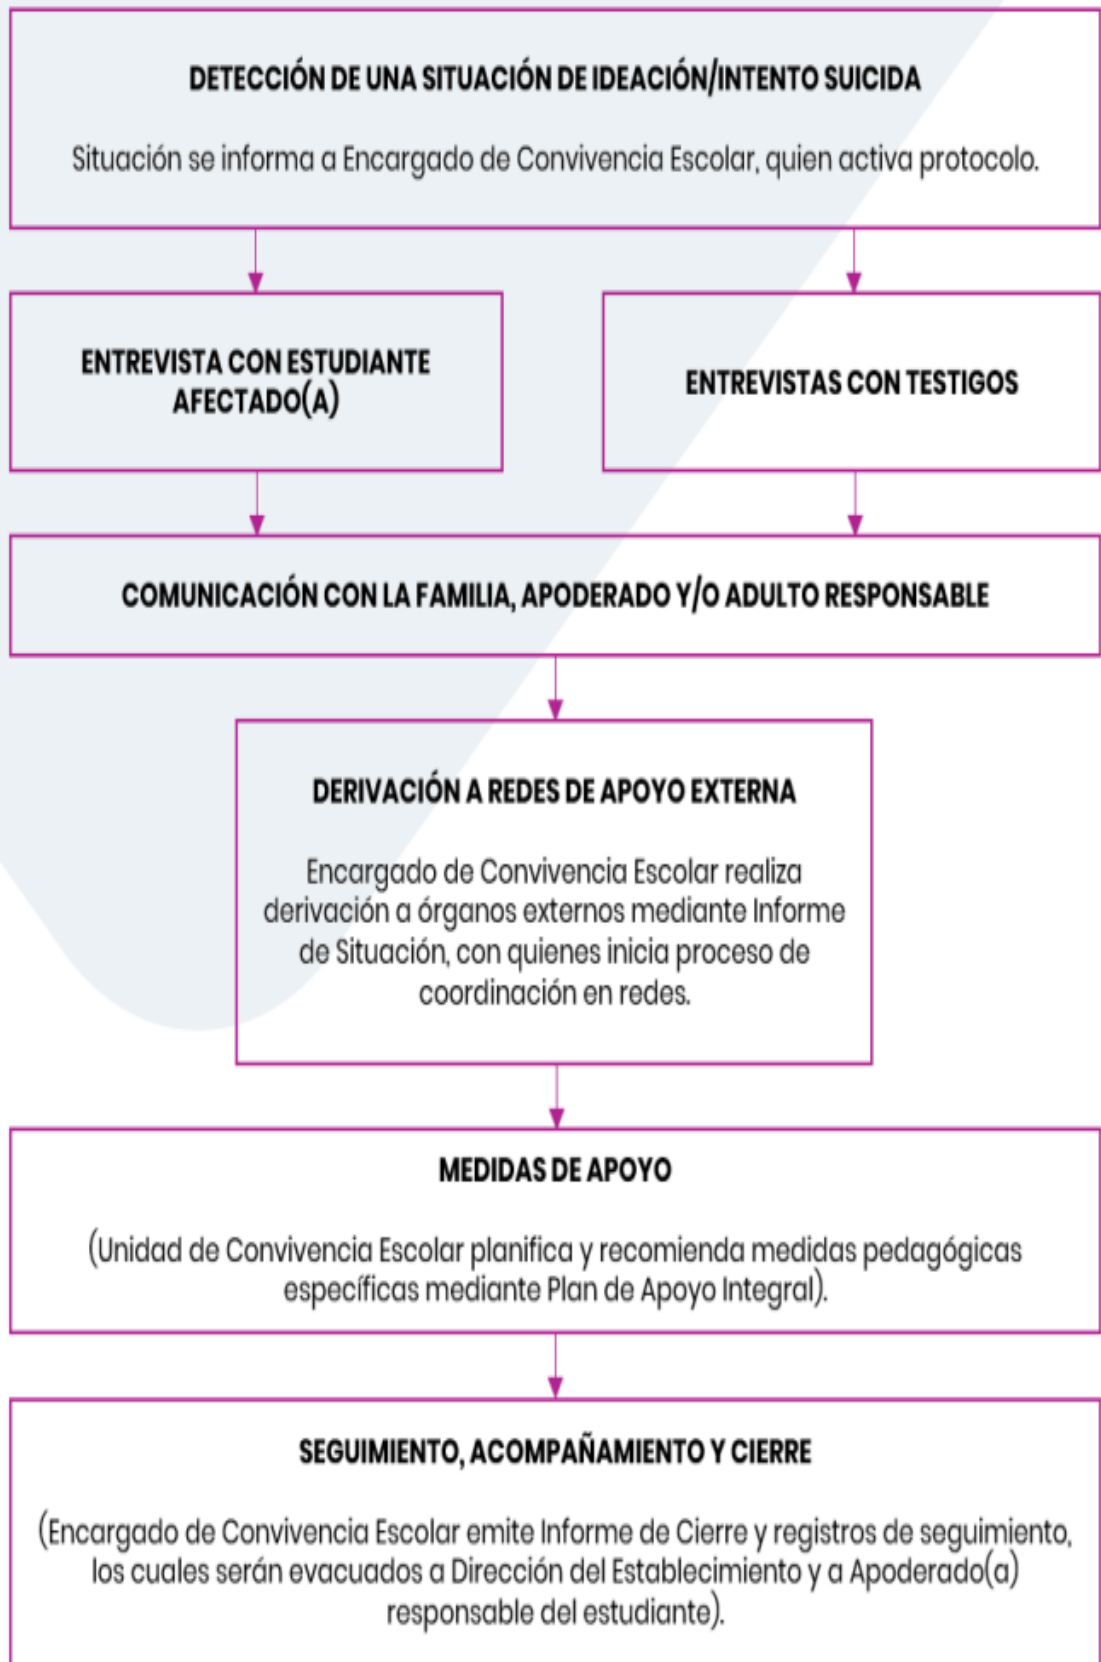 DETECCIÓN DE UNA SITUACIÓN DE IDEACIÓN/INTENTO SUICIDA
Situación se informa a Encargado de Convivencia Escolar, quien activa protocolo.
ENTREVISTA CON ESTUDIANTE
AFECTADO(A)
ENTREVISTAS CON TESTIGOS
COMUNICACIÓN CON LA FAMILIA, APODERADO Y/O ADULTO RESPONSABLE
DERIVACIÓN A REDES DE APOYO EXTERNA
Encargado de Convivencia Escolar realiza
derivación a órganos externos mediante Informe
de Situación, con quienes inicia proceso de
coordinación en redes.
MEDIDAS DE APOYO
(Unidad de Convivencia Escolar planifica y recomienda medidas pedagógicas
específicas mediante Plan de Apoyo Integral).
SEGUIMIENTO, ACOMPAÑAMIENTO Y CIERRE
(Encargado de Convivencia Escolar emite Informe de Cierre y registros de seguimiento,
los cuales serán evacuados a Dirección del Establecimiento y a Apoderado(a)
responsable del estudiante).